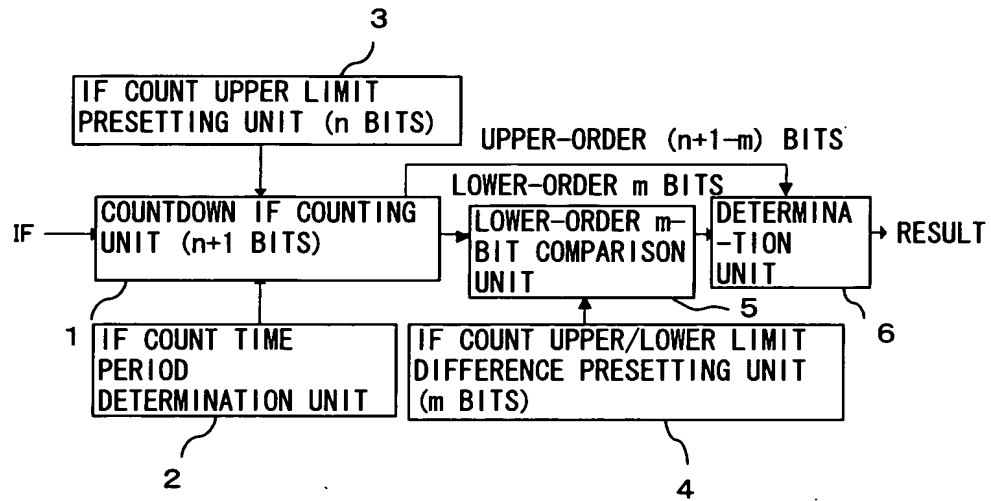 3
IF COUNT UPPER LIMIT
PRESETTING UNIT (n BITS)
UPPER-ORDER (n+1-m) BITS
LOWER-ORDER m BITS
IF
COUNTDOWN IF COUNTING
UNIT (n+1 BITS)
LOWER-ORDER m-
BIT COMPARISON
UNIT
DETERMINA-
-TION
UNIT
RESULT
1
5
6
IF COUNT TIME
PERIOD
DETERMINATION UNIT
IF COUNT UPPER/LOWER LIMIT
DIFFERENCE PRESETTING UNIT
(m BITS)
2
4